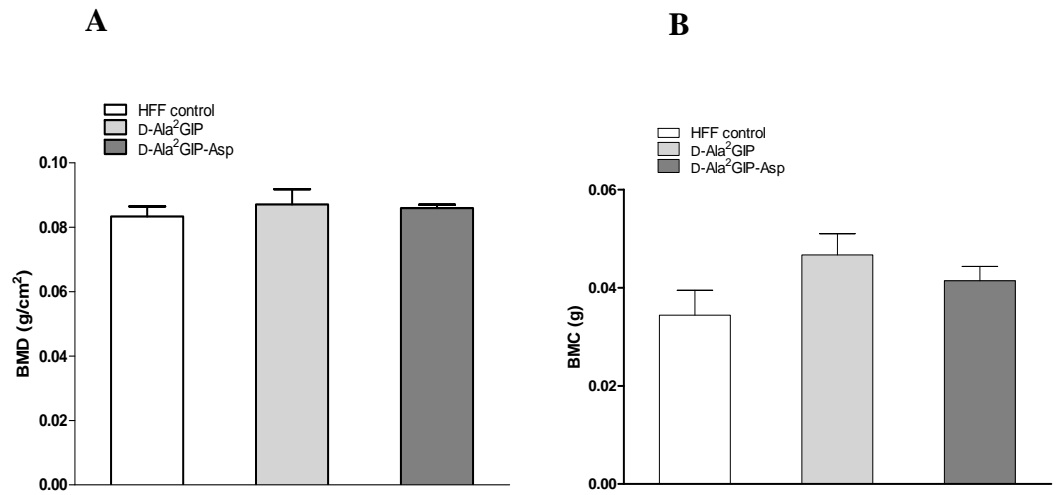 A
HFF control
D-Ala²GIP
D-Ala²GIP-Asp
0.10
0.08
0.06
0.04
0.02
0.00
BMD (g/cm²)
B
HFF control
D-Ala²GIP
D-Ala²GIP-Asp
0.06
0.04
0.02
0.00
BMC (g)